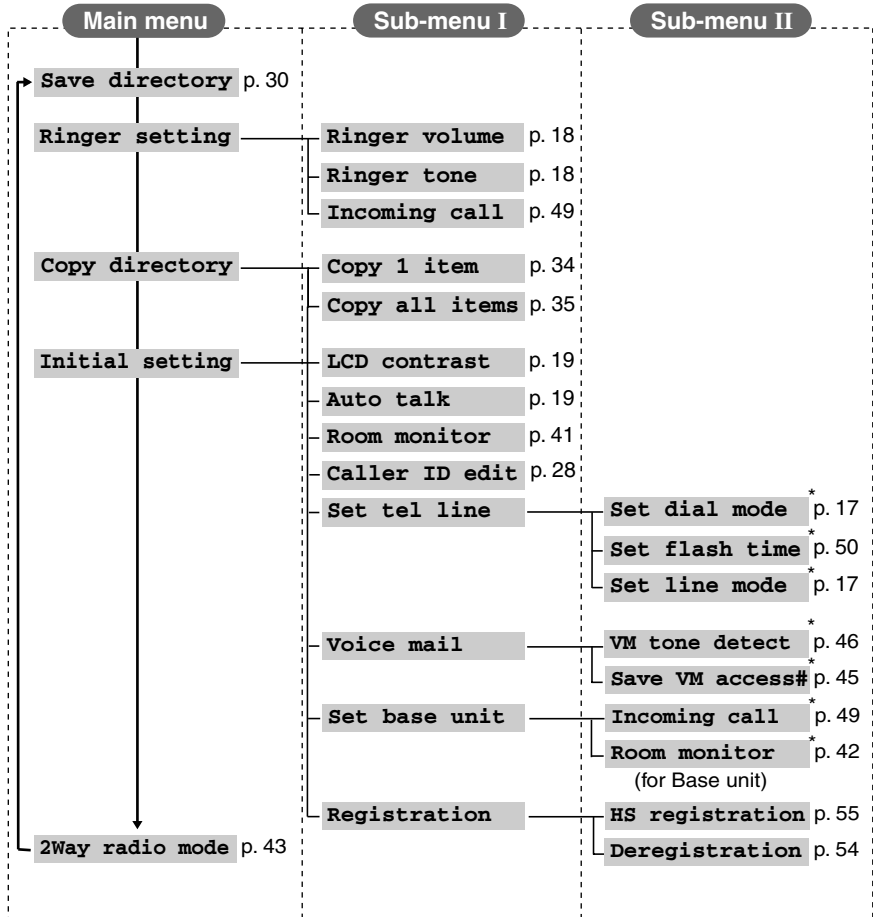 Main menu Sub-menu I Sub-menu II
Save directory p. 30
Ringer setting Ringer volume p. 18
Ringer tone p. 18
Incoming call p. 49
Copy directory Copy 1 item p. 34
Copy all items p. 35
Initial setting LCD contrast p. 19
Auto talk p. 19
Room monitor p. 41
Caller ID edit p. 28
Set tel line Set dial mode * p. 17
Set flash time * p. 50
Set line mode * p. 17
Voice mail VM tone detect * p. 46
Save VM access# * p. 45
Set base unit Incoming call * p. 49
Room monitor * p. 42
(for Base unit)
Registration HS registration p. 55
Deregistration p. 54
2Way radio mode p. 43